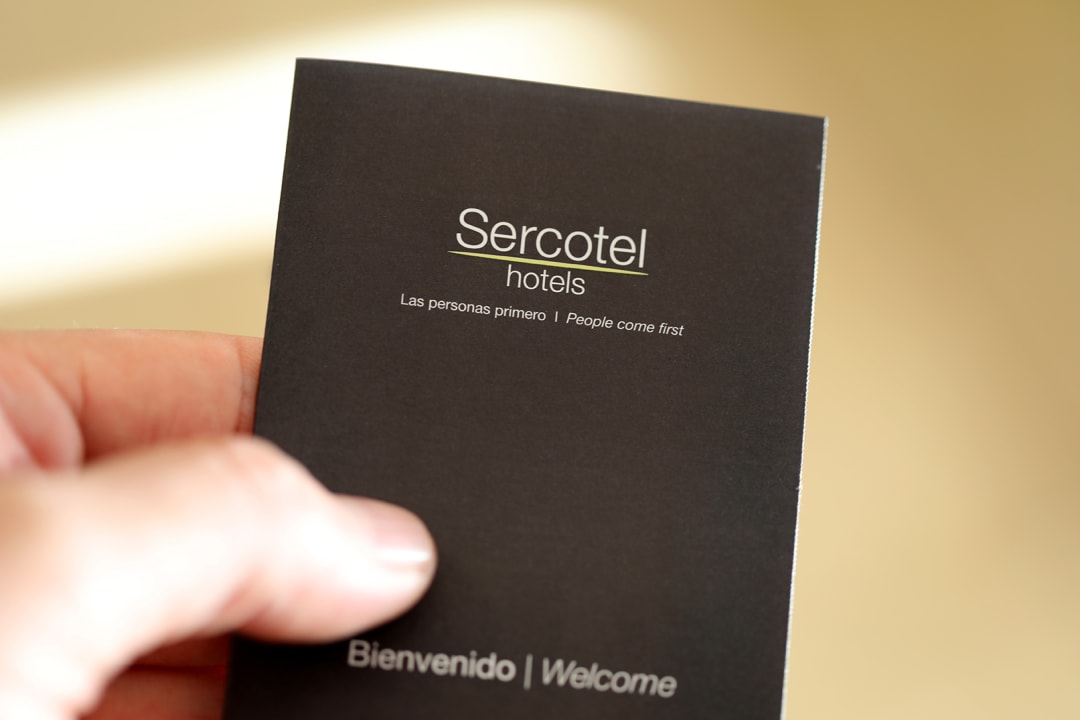 Sercotel
hotels
Las personas primero | People come first
Bienvenido | Welcome